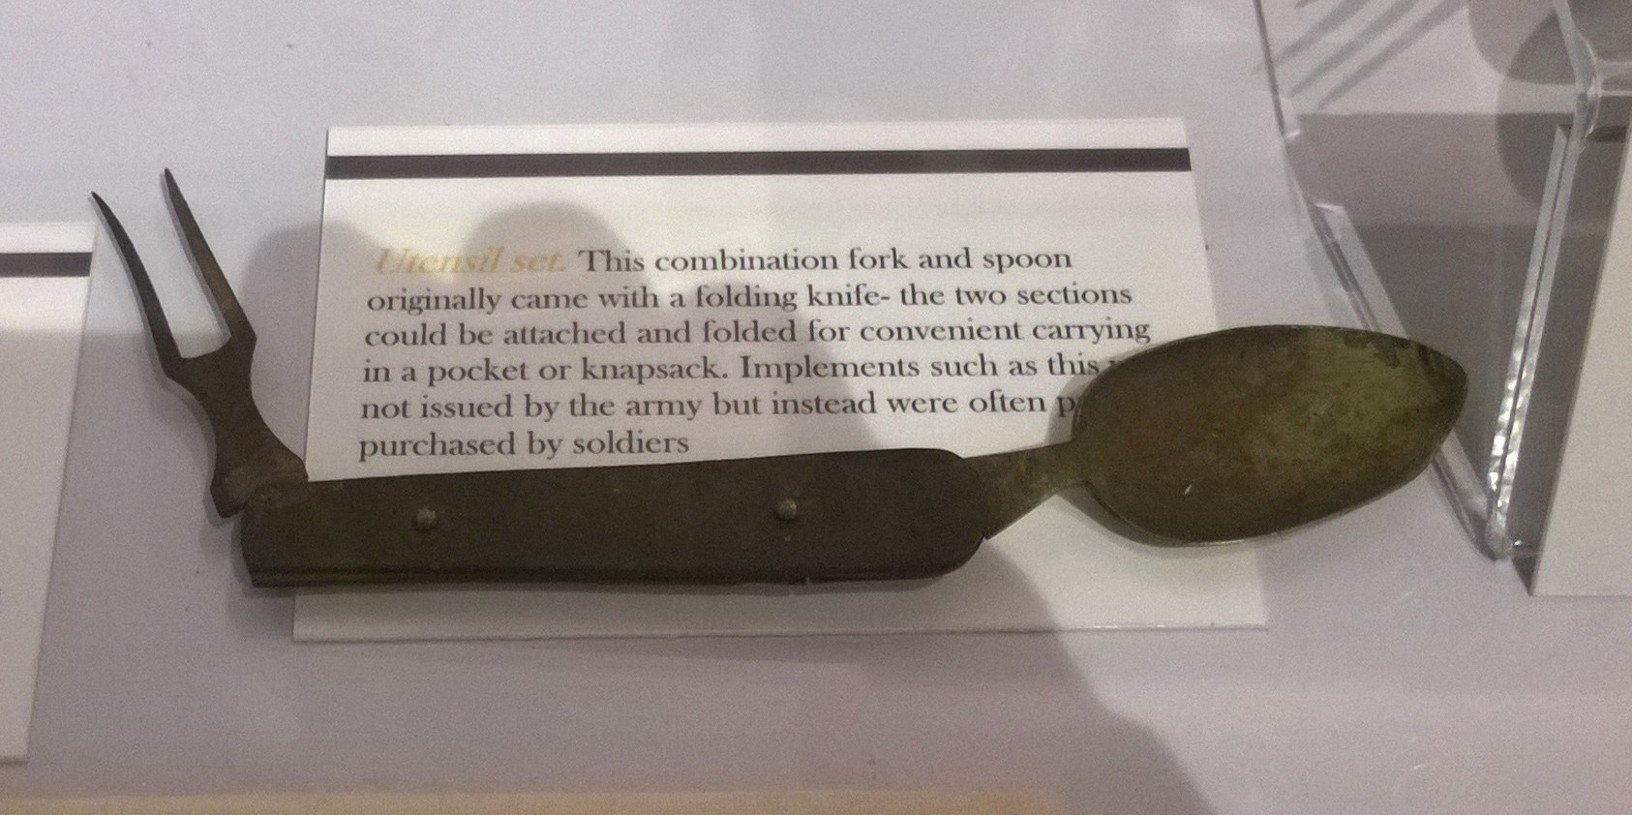 Utensil set. This combination fork and spoon
originally came with a folding knife- the two sections
could be attached and folded for convenient carrying
in a pocket or knapsack. Implements such as this
not issued by the army but instead were often
purchased by soldiers